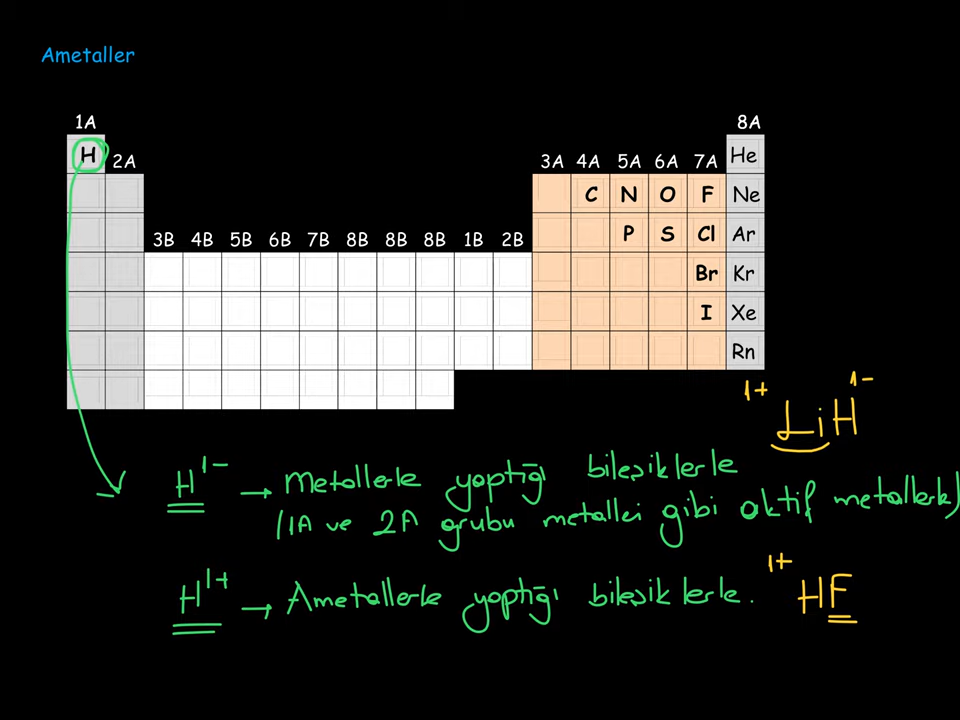 Ametaller
1A 8A
H 2A 3A 4A 5A 6A 7A He
C N O F Ne
3B 4B 5B 6B 7B 8B 8B 8B 1B 2B P S Cl Ar
Br Kr
I Xe
Rn
1+ LiH 1-
H 1- → Metallerle yaptığı bileşiklerle
(1A ve 2A grubu metalleri gibi aktif metallerle)
H 1+ → Ametallerle yaptığı bileşiklerle. 1+ HF